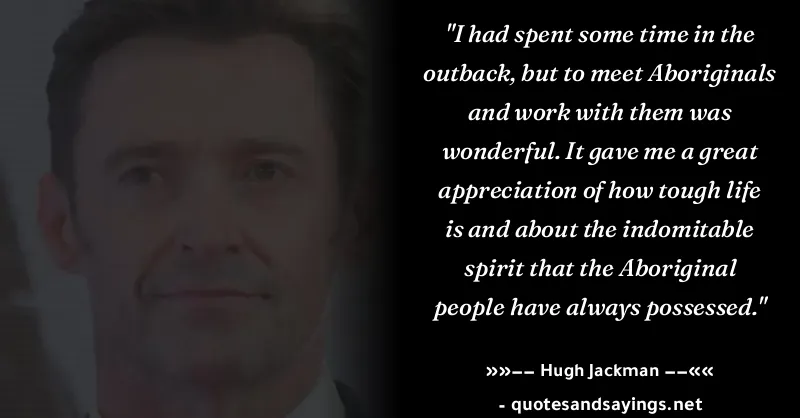 "I had spent some time in the
outback, but to meet Aboriginals
and work with them was
wonderful. It gave me a great
appreciation of how tough life
is and about the indomitable
spirit that the Aboriginal
people have always possessed."
»»–– Hugh Jackman ––««
- quotesandsayings.net